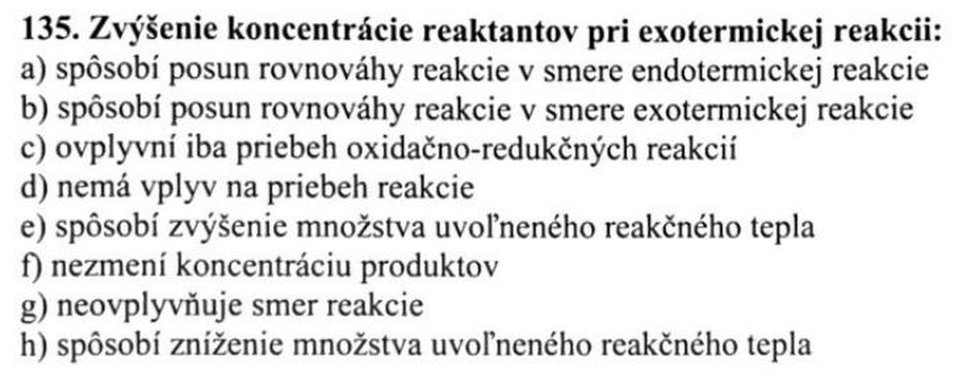 135. Zvýšenie koncentrácie reaktantov pri exotermickej reakcii:
a) spôsobí posun rovnováhy reakcie v smere endotermickej reakcie
b) spôsobí posun rovnováhy reakcie v smere exotermickej reakcie
c) ovplyvní iba priebeh oxidačno-redukčných reakcií
d) nemá vplyv na priebeh reakcie
e) spôsobí zvýšenie množstva uvoľneného reakčného tepla
f) nezmení koncentráciu produktov
g) neovplyvňuje smer reakcie
h) spôsobí zníženie množstva uvoľneného reakčného tepla